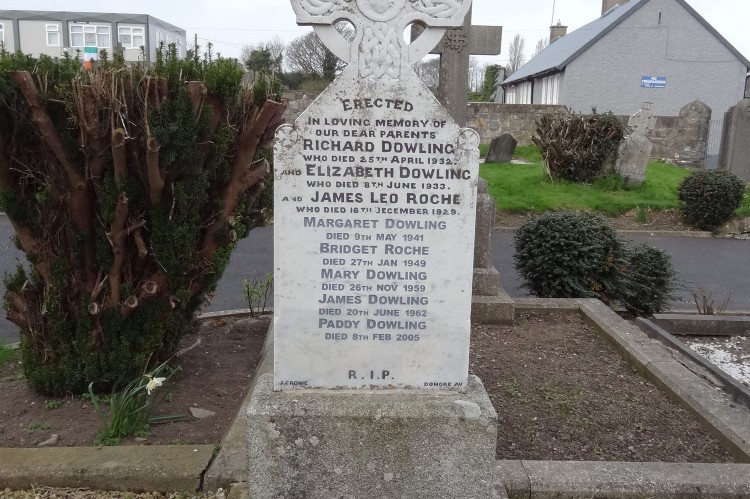 ERECTED
IN LOVING MEMORY OF
OUR DEAR PARENTS
RICHARD DOWLING
WHO DIED 25TH APRIL 1932.
AND ELIZABETH DOWLING
WHO DIED 8TH JUNE 1933.
AND JAMES LEO ROCHE
WHO DIED 16TH DECEMBER 1929.
MARGARET DOWLING
DIED 9TH MAY 1941
BRIDGET ROCHE
DIED 27TH JAN 1949
MARY DOWLING
DIED 26TH NOV 1959
JAMES DOWLING
DIED 20TH JUNE 1962
PADDY DOWLING
DIED 8TH FEB 2005
R.I.P.
J. CROWE DONORE AV.